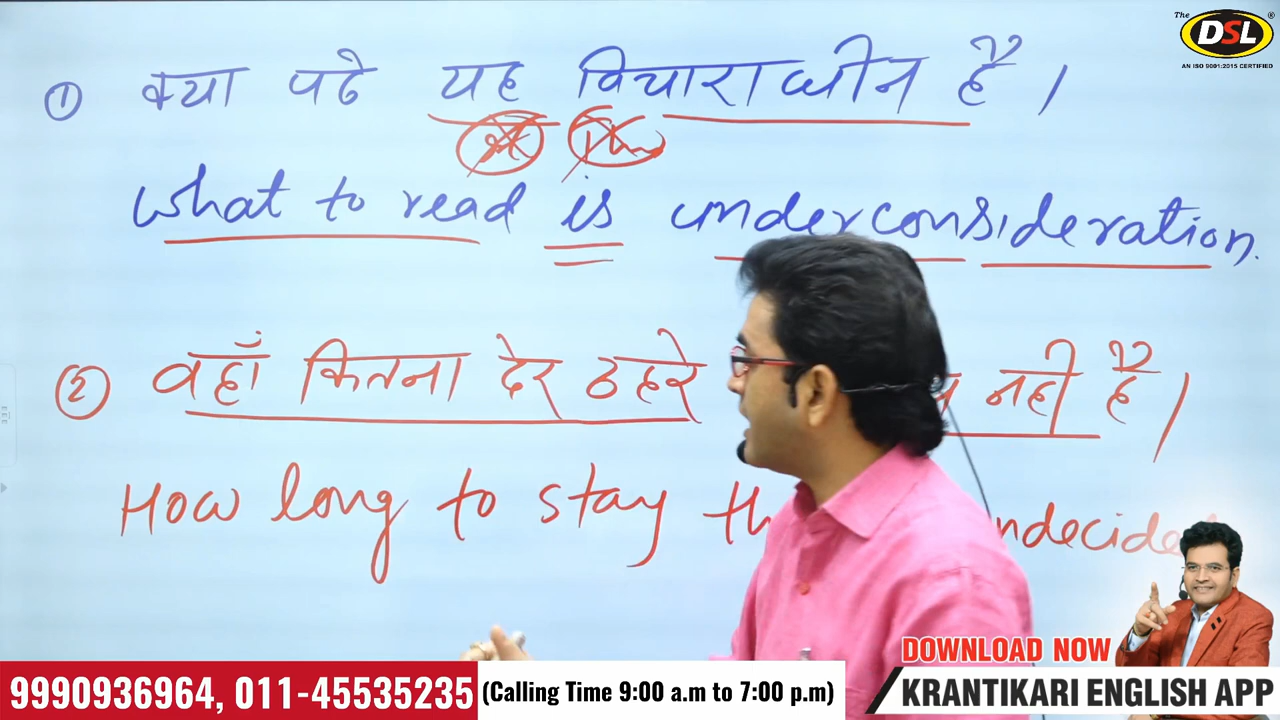 The DSL ®
AN ISO 9001:2015 CERTIFIED
① क्या पढे यह विचाराधीन है।
What to read is under consideration.
② वहाँ कितना देर ठहरे नहीं है।
How long to stay
DOWNLOAD NOW
9990936964, 011-45535235 (Calling Time 9:00 a.m to 7:00 p.m) KRANTIKARI ENGLISH APP